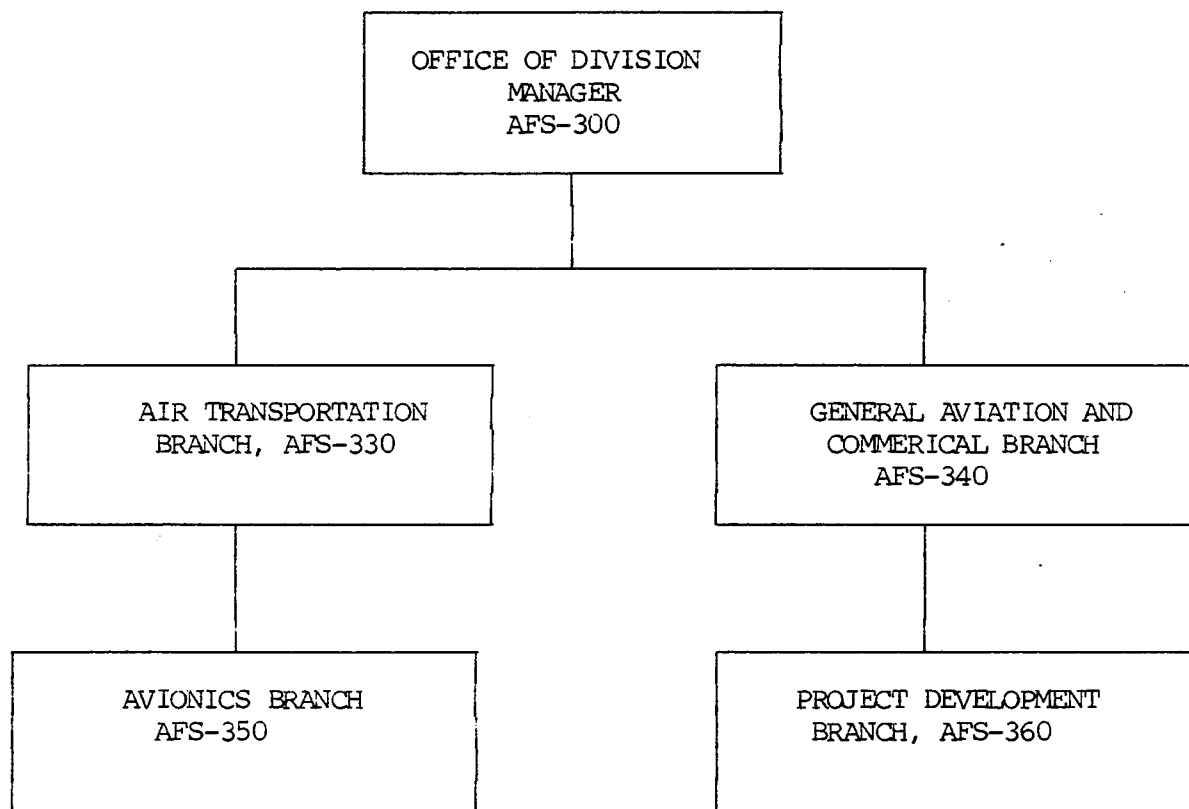 OFFICE OF DIVISION
MANAGER
AFS-300
AIR TRANSPORTATION
BRANCH, AFS-330
GENERAL AVIATION AND
COMMERICAL BRANCH
AFS-340
AVIONICS BRANCH
AFS-350
PROJECT DEVELOPMENT
BRANCH, AFS-360